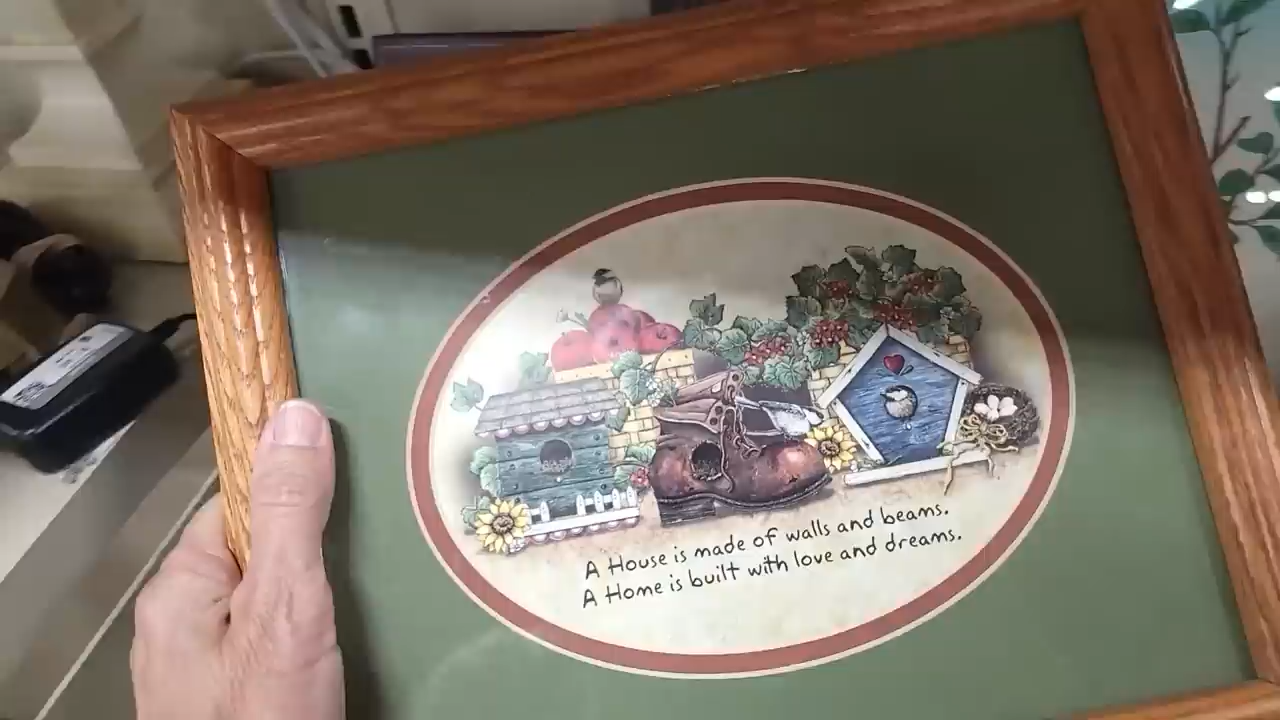 A House is made of walls and beams.
A Home is built with love and dreams.